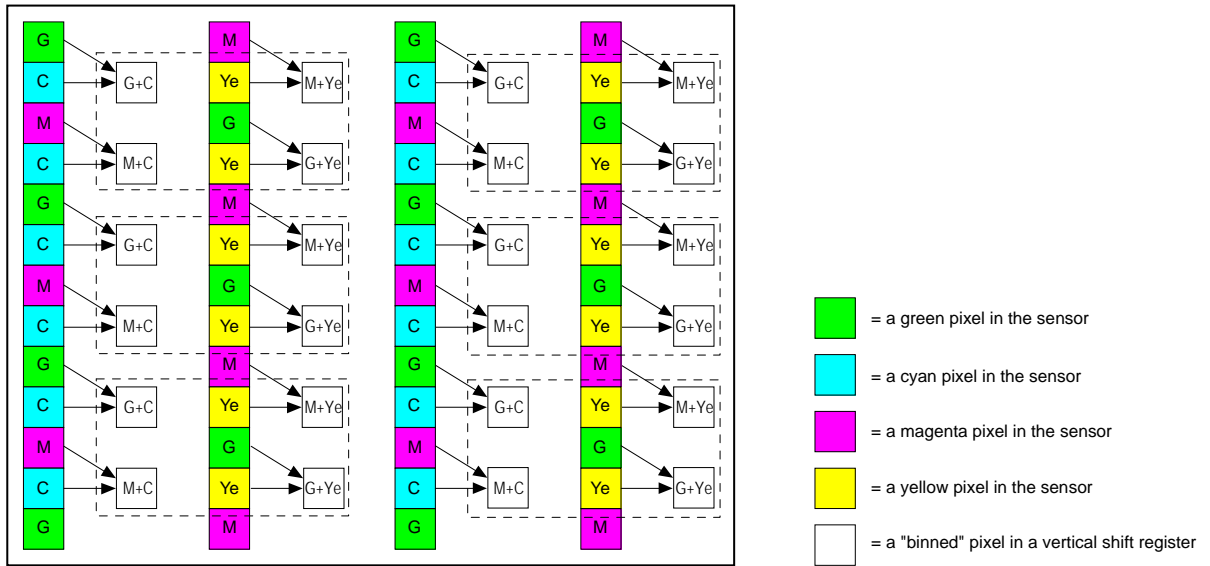 G M G M
C G+C Ye M+Ye C G+C Ye M+Ye
M G M G
C M+C Ye G+Ye C M+C Ye G+Ye
G M G M
C G+C Ye M+Ye C G+C Ye M+Ye
M G M G
C M+C Ye G+Ye C M+C Ye G+Ye
G M G M
C G+C Ye M+Ye C G+C Ye M+Ye
M G M G
C M+C Ye G+Ye C M+C Ye G+Ye
G M G M
= a green pixel in the sensor
= a cyan pixel in the sensor
= a magenta pixel in the sensor
= a yellow pixel in the sensor
= a "binned" pixel in a vertical shift register